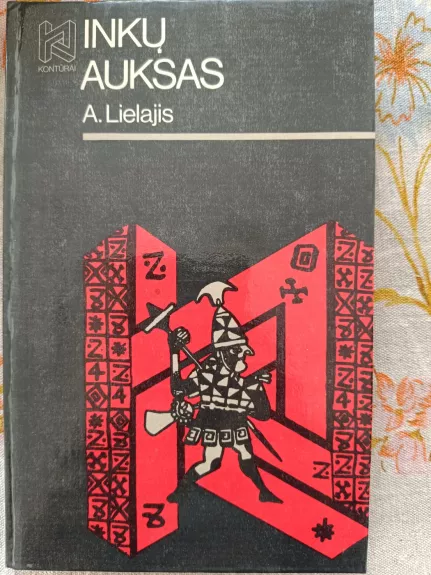 INKŲ
AUKSAS
KONTŪRAI
A. Lielajis